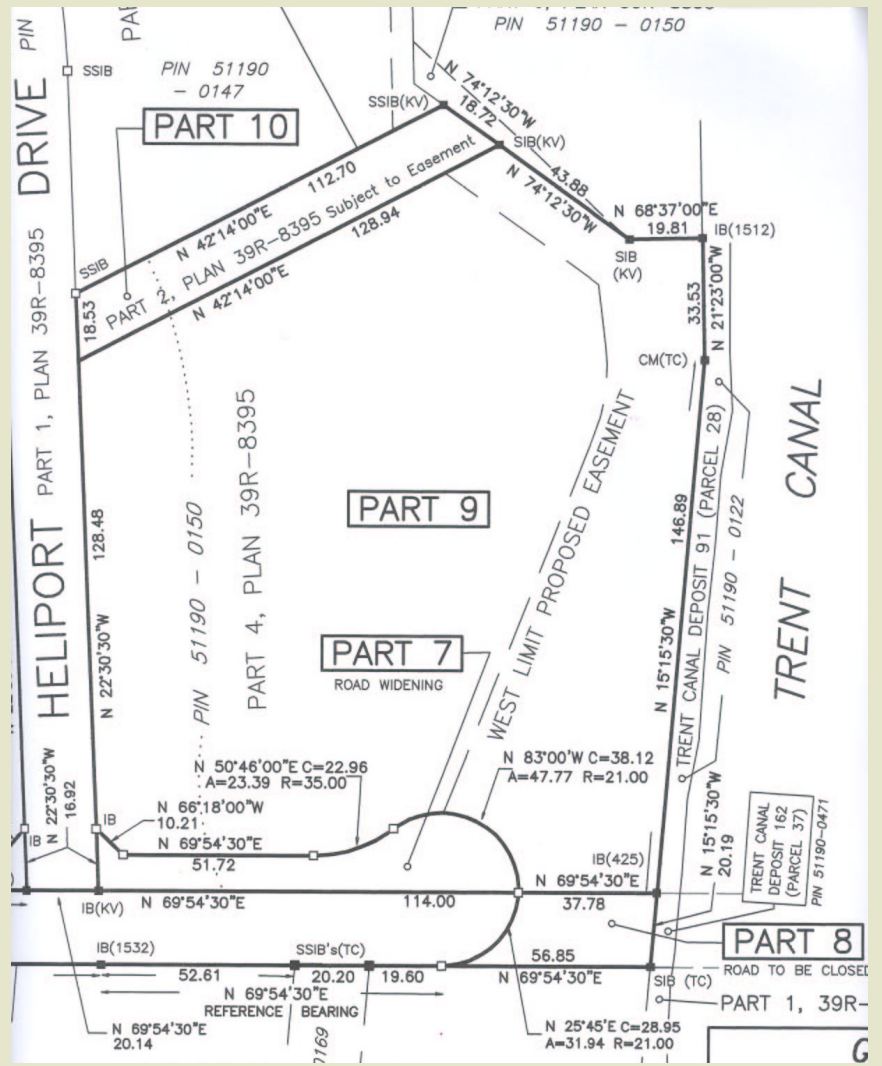 PIN 51190 - 0150
PIN
SSIB
PIN 51190
- 0147
PART 10
SSIB(KV)
N 74°12'30"W
18.72
SIB(KV)
43.88
N 74°12'30"W
112.70
N 42°14'00"E
PART 2, PLAN 39R-8395 Subject to Easement
128.94
N 42°14'00"E
N 68°37'00"E
19.81
IB(1512)
SIB
(KV)
SSIB
18.53
33.53
N 21°23'00"W
CM(TC)
HELIPORT DRIVE
PART 1, PLAN 39R-8395
PIN 51190 - 0150
PART 4, PLAN 39R-8395
128.48
N 22°30'30"W
PART 9
146.89
N 15°15'30"W
TRENT CANAL DEPOSIT 91 (PARCEL 28)
PIN 51190 - 0122
TRENT CANAL
WEST LIMIT PROPOSED EASEMENT
PART 7
ROAD WIDENING
N 50°46'00"E C=22.96
A=23.39 R=35.00
N 83°00'W C=38.12
A=47.77 R=21.00
N 22°30'30"W
16.92
IB
IB
N 66°18'00"W
10.21
N 69°54'30"E
51.72
IB(425)
N 15°15'30"W
20.19
TRENT CANAL
DEPOSIT 162
(PARCEL 37)
PIN 51190-0471
IB(KV)
N 69°54'30"E
114.00
N 69°54'30"E
37.78
PART 8
ROAD TO BE CLOSED
IB(1532)
SSIB's(TC)
52.61
20.20
19.60
56.85
N 69°54'30"E
SIB (TC)
N 69°54'30"E
REFERENCE BEARING
PART 1, 39R-
N 69°54'30"E
20.14
0169
N 25°45'E C=28.95
A=31.94 R=21.00
G